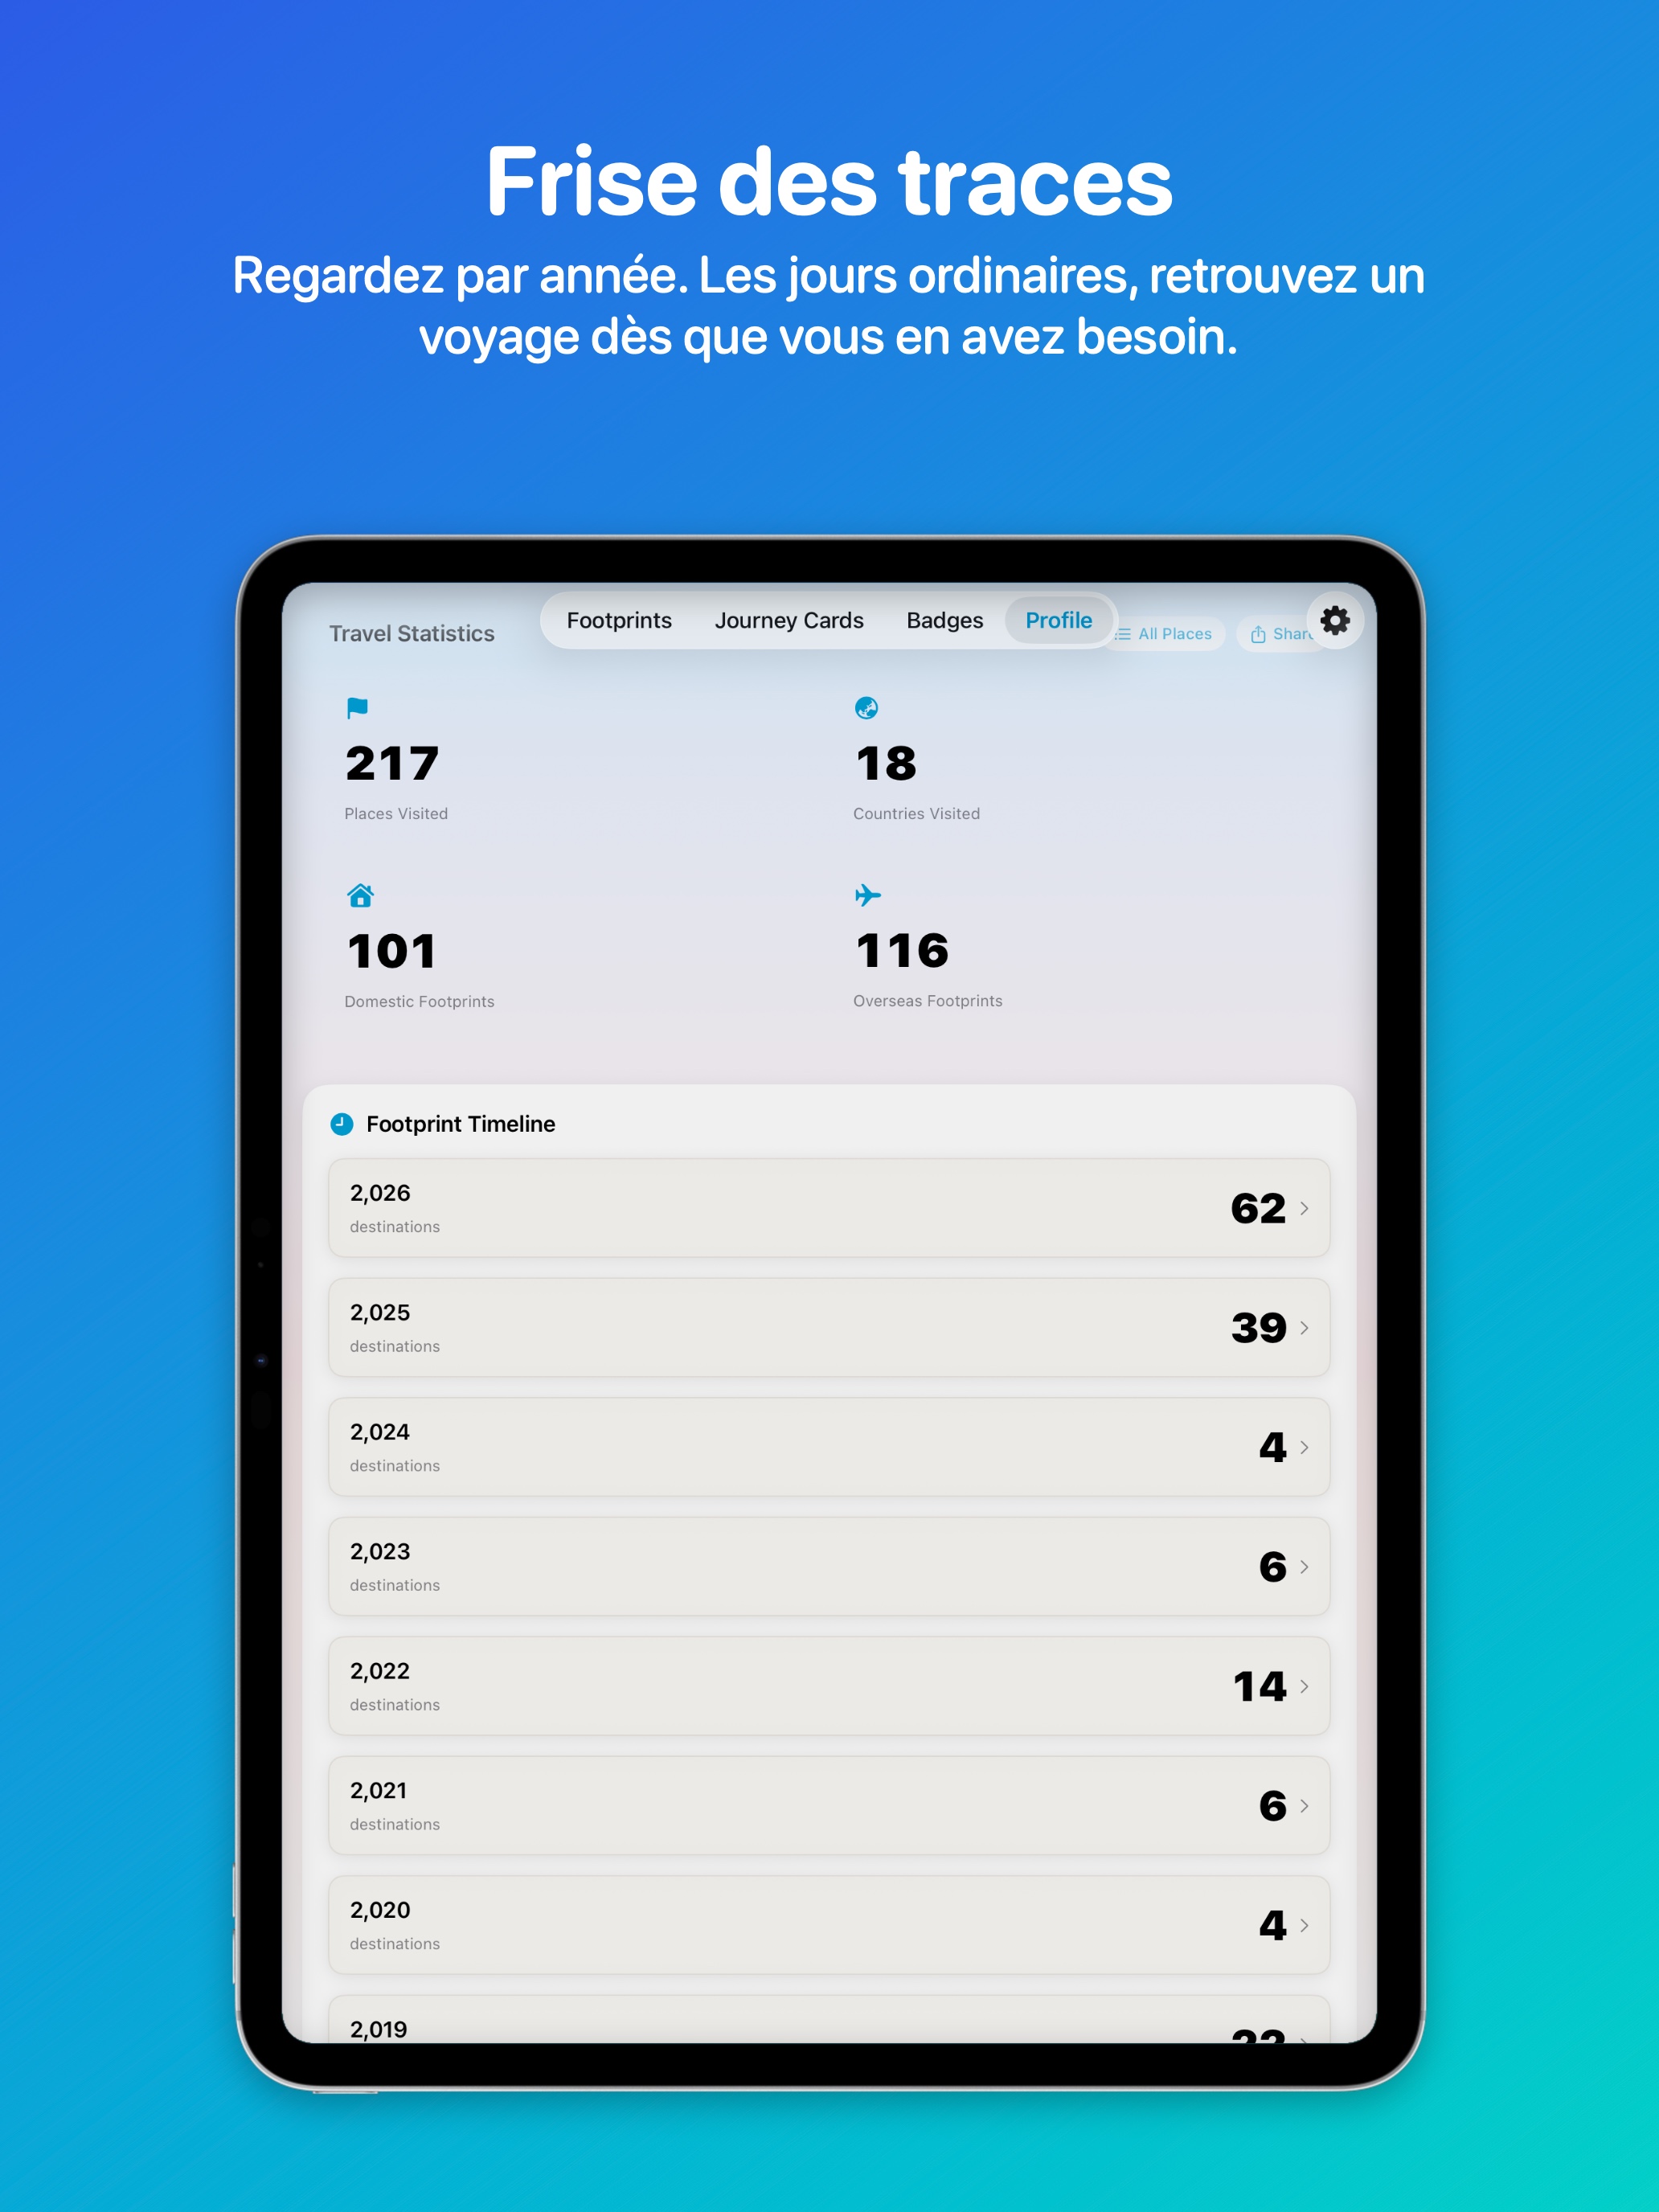 Frise des traces
Regardez par année. Les jours ordinaires, retrouvez un
voyage dès que vous en avez besoin.
Travel Statistics
Footprints Journey Cards Badges Profile
All Places
217
Places Visited
18
Countries Visited
101
Domestic Footprints
116
Overseas Footprints
Footprint Timeline
2,026
destinations
62
2,025
destinations
39
2,024
destinations
4
2,023
destinations
6
2,022
destinations
14
2,021
destinations
6
2,020
destinations
4
2,019